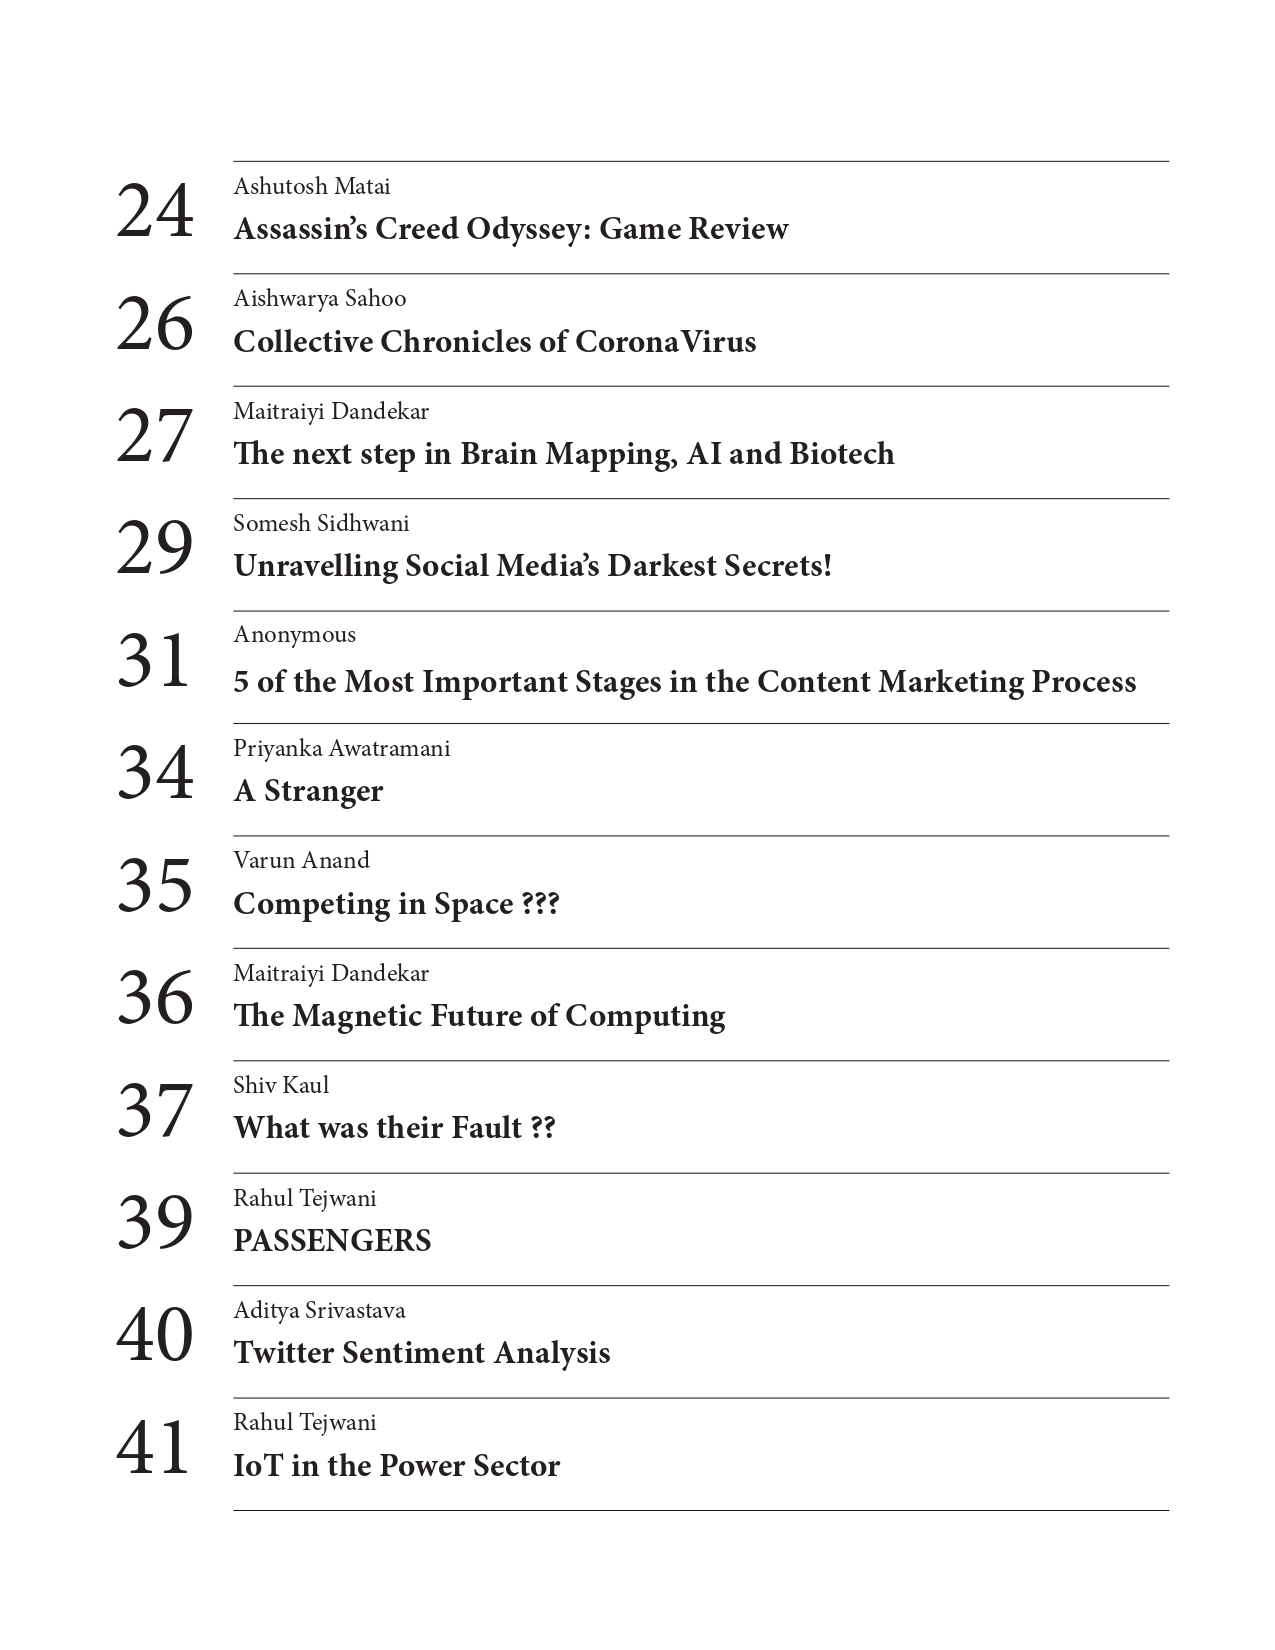 24
Ashutosh Matai
Assassin’s Creed Odyssey: Game Review
26
Aishwarya Sahoo
Collective Chronicles of CoronaVirus
27
Maitraiyi Dandekar
The next step in Brain Mapping, AI and Biotech
29
Somesh Sidhwani
Unravelling Social Media’s Darkest Secrets!
31
Anonymous
5 of the Most Important Stages in the Content Marketing Process
34
Priyanka Awatramani
A Stranger
35
Varun Anand
Competing in Space ???
36
Maitraiyi Dandekar
The Magnetic Future of Computing
37
Shiv Kaul
What was their Fault ??
39
Rahul Tejwani
PASSENGERS
40
Aditya Srivastava
Twitter Sentiment Analysis
41
Rahul Tejwani
IoT in the Power Sector